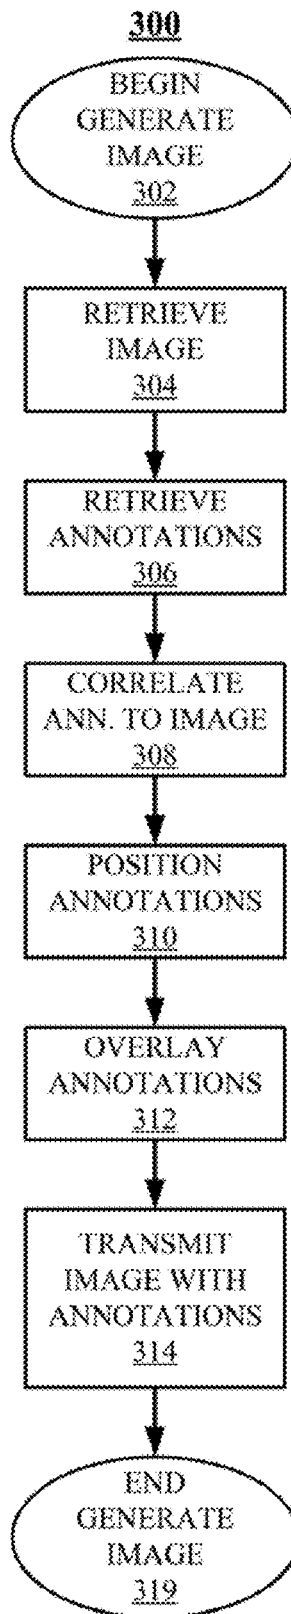 300
BEGIN
GENERATE
IMAGE
302
RETRIEVE
IMAGE
304
RETRIEVE
ANNOTATIONS
306
CORRELATE
ANN. TO IMAGE
308
POSITION
ANNOTATIONS
310
OVERLAY
ANNOTATIONS
312
TRANSMIT
IMAGE WITH
ANNOTATIONS
314
END
GENERATE
IMAGE
319